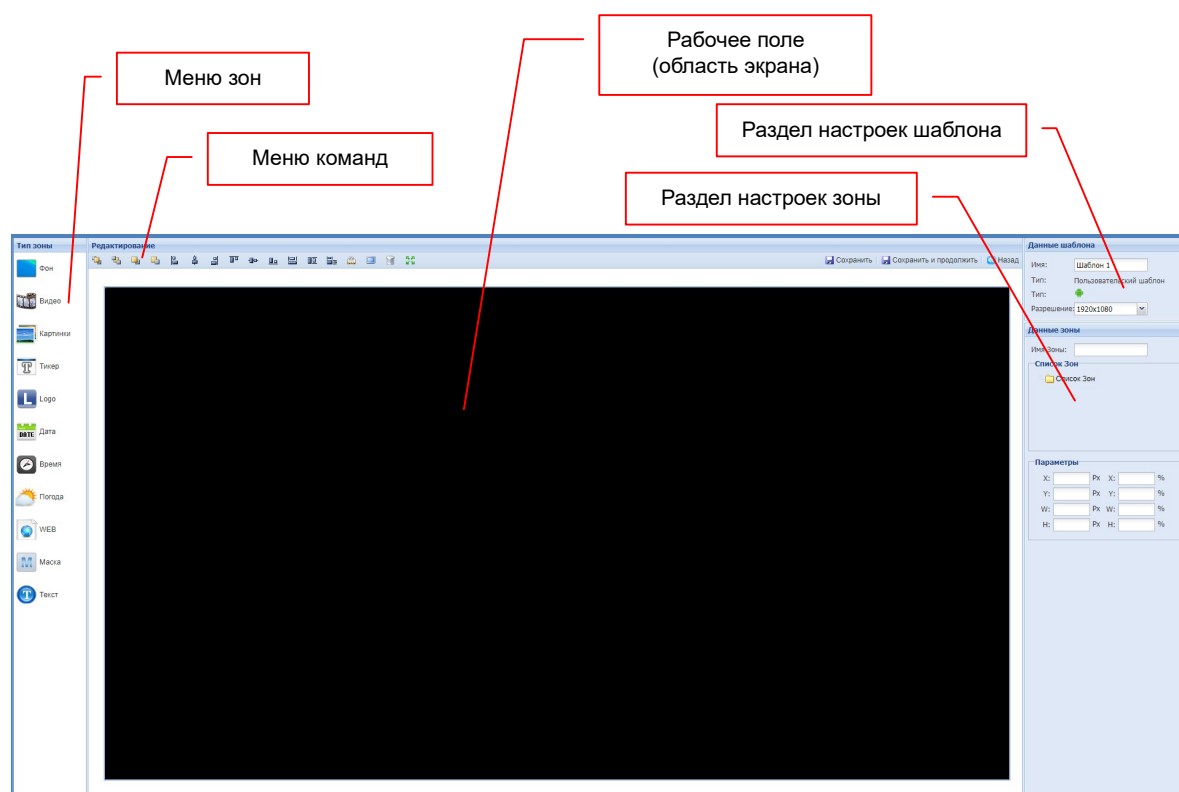 Рабочее поле
(область экрана)
Меню зон
Раздел настроек шаблона
Меню команд
Раздел настроек зоны
Тип зоны
Фон
Видео
Картинки
Тикер
Logo
DATE Дата
Время
Погода
WEB
Маска
Текст
Редактирование
Сохранить Сохранить и продолжить Назад
Данные шаблона
Имя: Шаблон 1
Тип: Пользовательский шаблон
Тип:
Разрешение: 1920x1080
Данные зоны
Имя Зоны:
Список Зон
Список Зон
Параметры
X: Px X: %
Y: Px Y: %
W: Px W: %
H: Px H: %